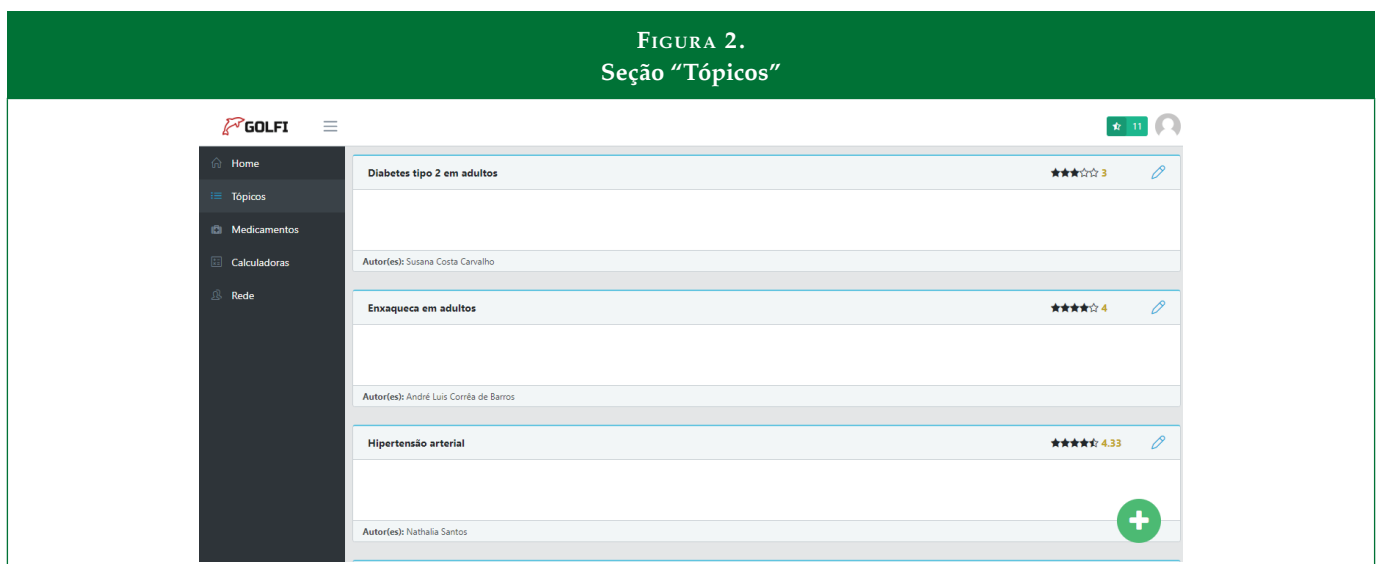 FIGURA 2.
Seção “Tópicos”
GOLFI
11
Home
Tópicos
Medicamentos
Calculadoras
Rede
Diabetes tipo 2 em adultos
3
Autor(es): Susana Costa Carvalho
Enxaqueca em adultos
4
Autor(es): André Luis Corrêa de Barros
Hipertensão arterial
4.33
Autor(es): Nathalia Santos